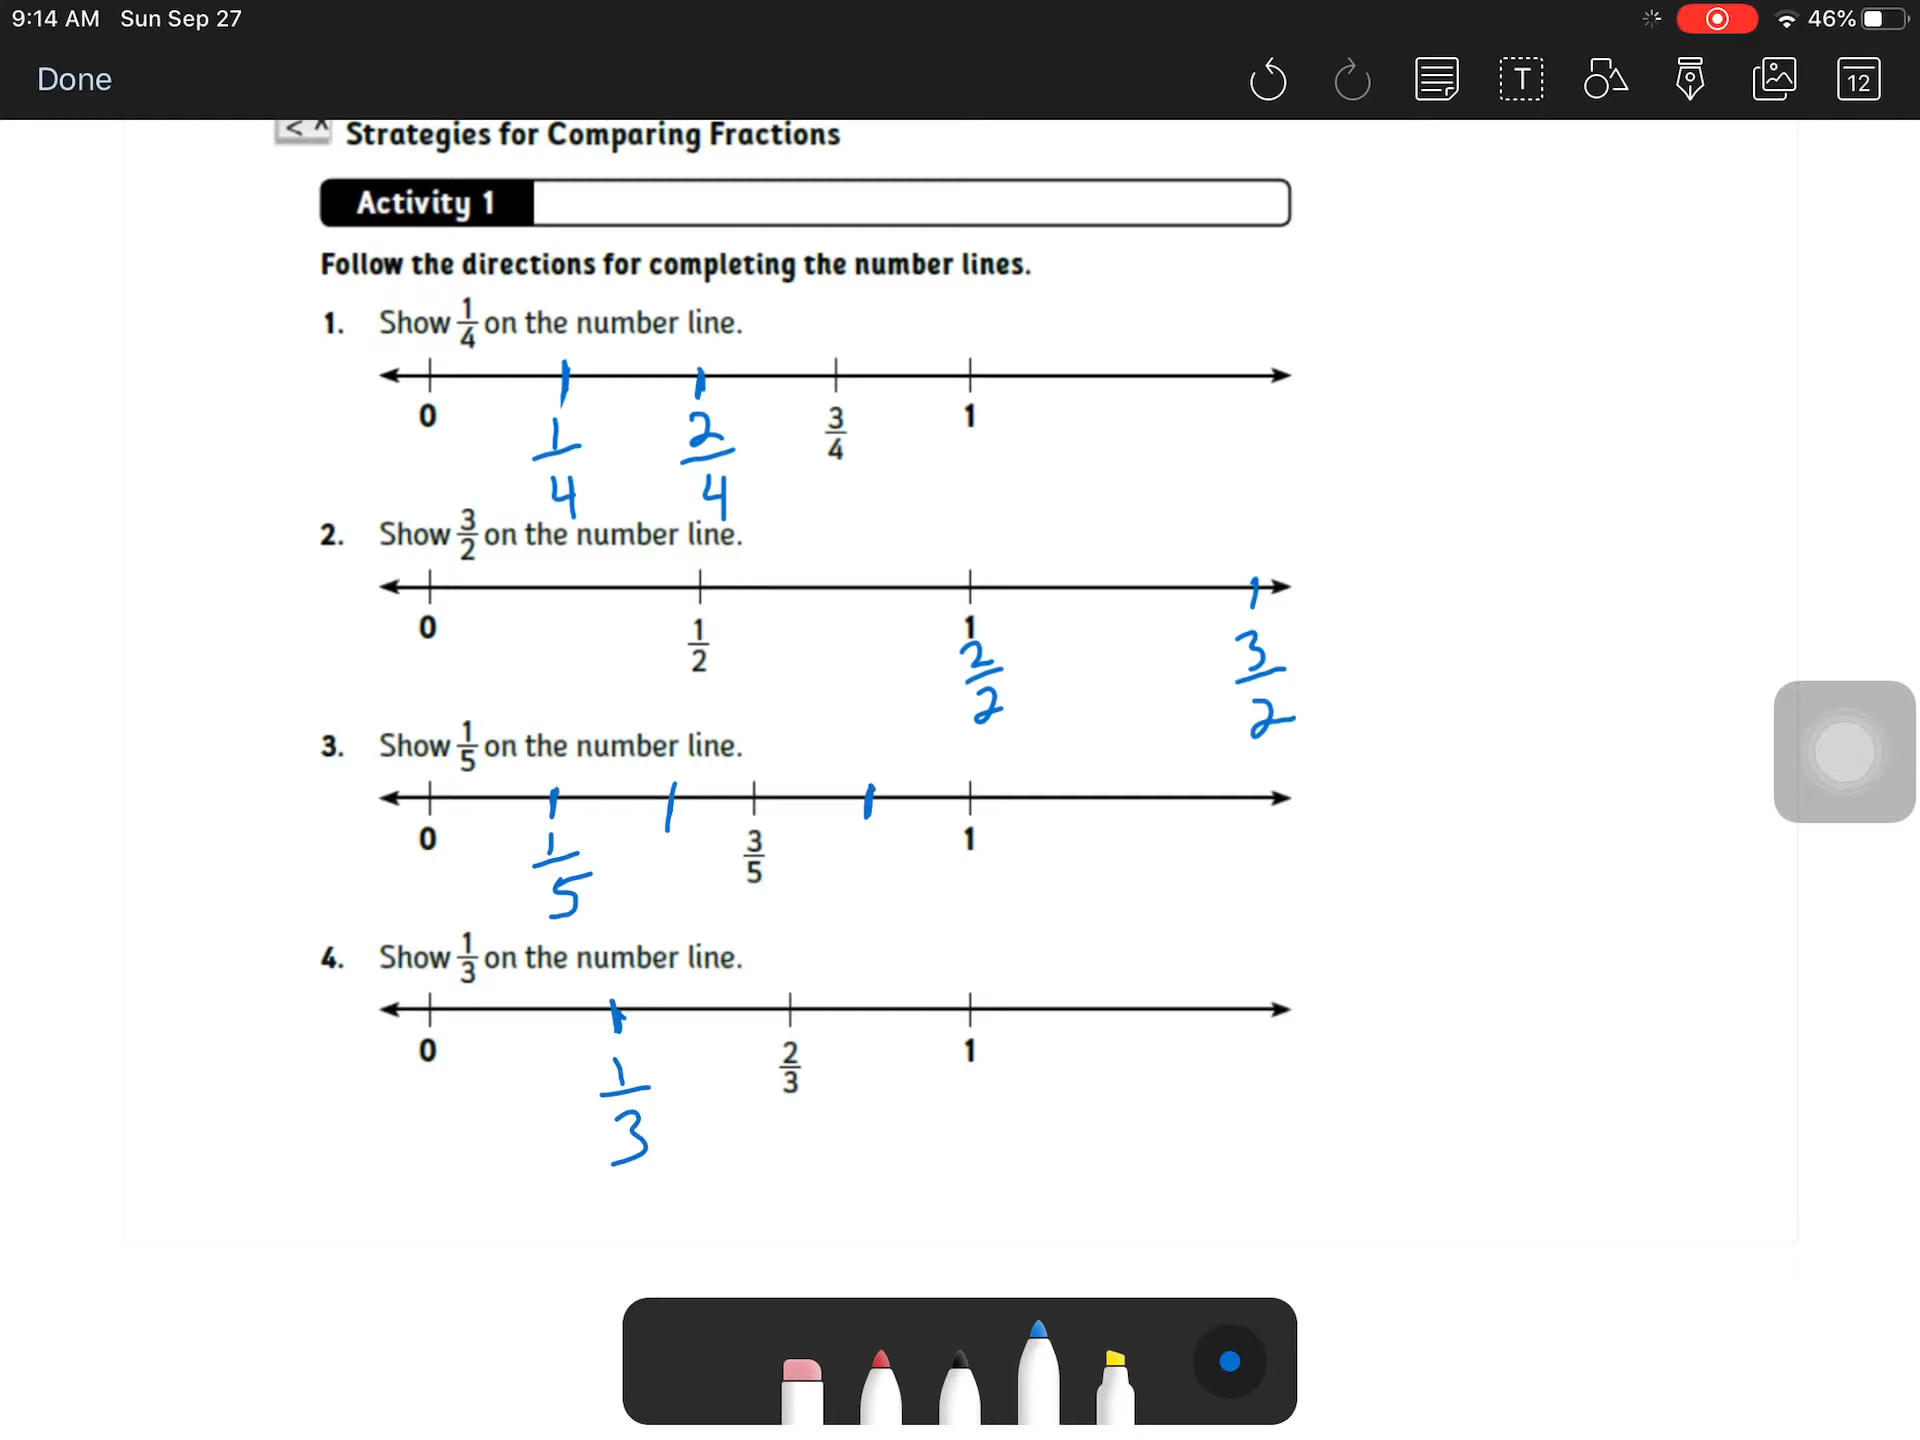 9:14 AM Sun Sep 27 46%
Done T 12
< ^ Strategies for Comparing Fractions
Activity 1
Follow the directions for completing the number lines.
1. Show 1/4 on the number line.
0 1/4 2/4 3/4 1
2. Show 3/2 on the number line.
0 1/2 1 2/2 3/2
3. Show 1/5 on the number line.
0 1/5 3/5 1
4. Show 1/3 on the number line.
0 1/3 2/3 1